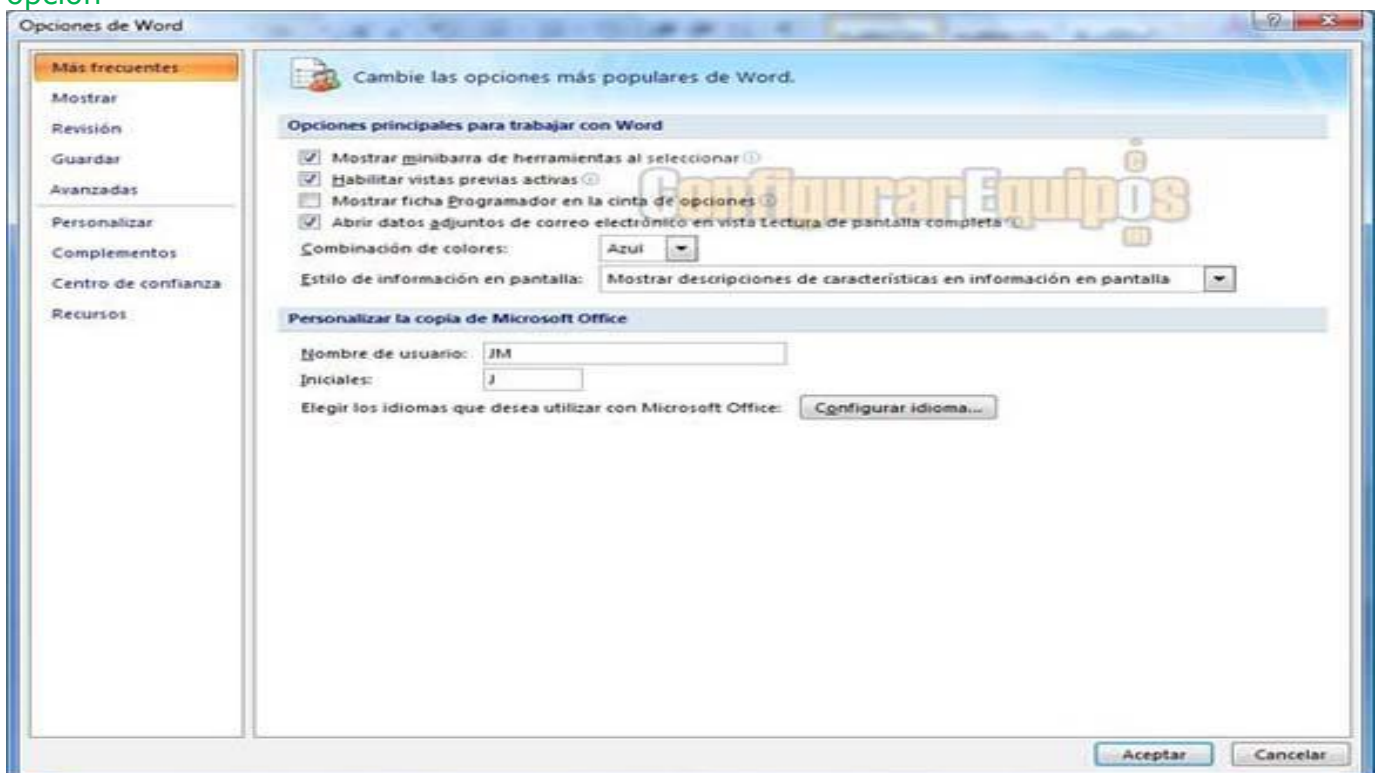 opción
Opciones de Word
Más frecuentes
Mostrar
Revisión
Guardar
Avanzadas
Personalizar
Complementos
Centro de confianza
Recursos
Cambie las opciones más populares de Word.
Opciones principales para trabajar con Word
Mostrar minibarra de herramientas al seleccionar
Habilitar vistas previas activas
Mostrar ficha Programador en la cinta de opciones
Abrir datos adjuntos de correo electrónico en vista Lectura de pantalla completa
Combinación de colores: Azul
Estilo de información en pantalla: Mostrar descripciones de características en información en pantalla
ConfigurarEquipos
Personalizar la copia de Microsoft Office
Nombre de usuario: JM
Iniciales: J
Elegir los idiomas que desea utilizar con Microsoft Office: Configurar idioma...
Aceptar Cancelar